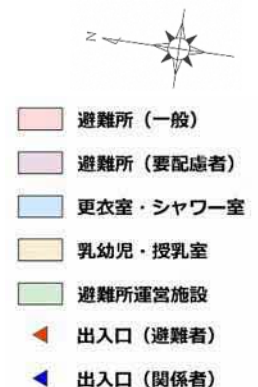 N
避難所（一般）
避難所（要配慮者）
更衣室・シャワー室
乳幼児・授乳室
避難所運営施設
出入口（避難者）
出入口（関係者）